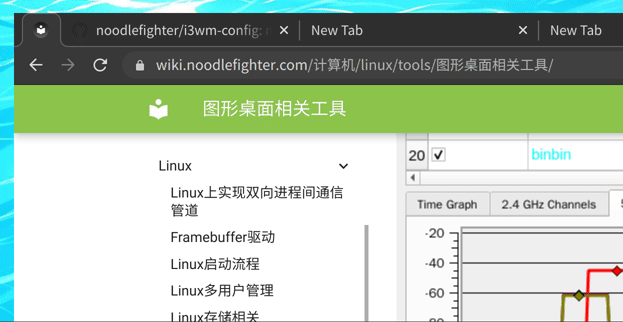 noodlefighter/i3wm-config:
New Tab
New Tab
wiki.noodlefighter.com/计算机/linux/tools/图形桌面相关工具/
图形桌面相关工具
Linux
Linux上实现双向进程间通信
管道
Framebuffer驱动
Linux启动流程
Linux多用户管理
Linux存储相关
20
binbin
Time Graph
2.4 GHz Channels
-20
-40
-60
-80